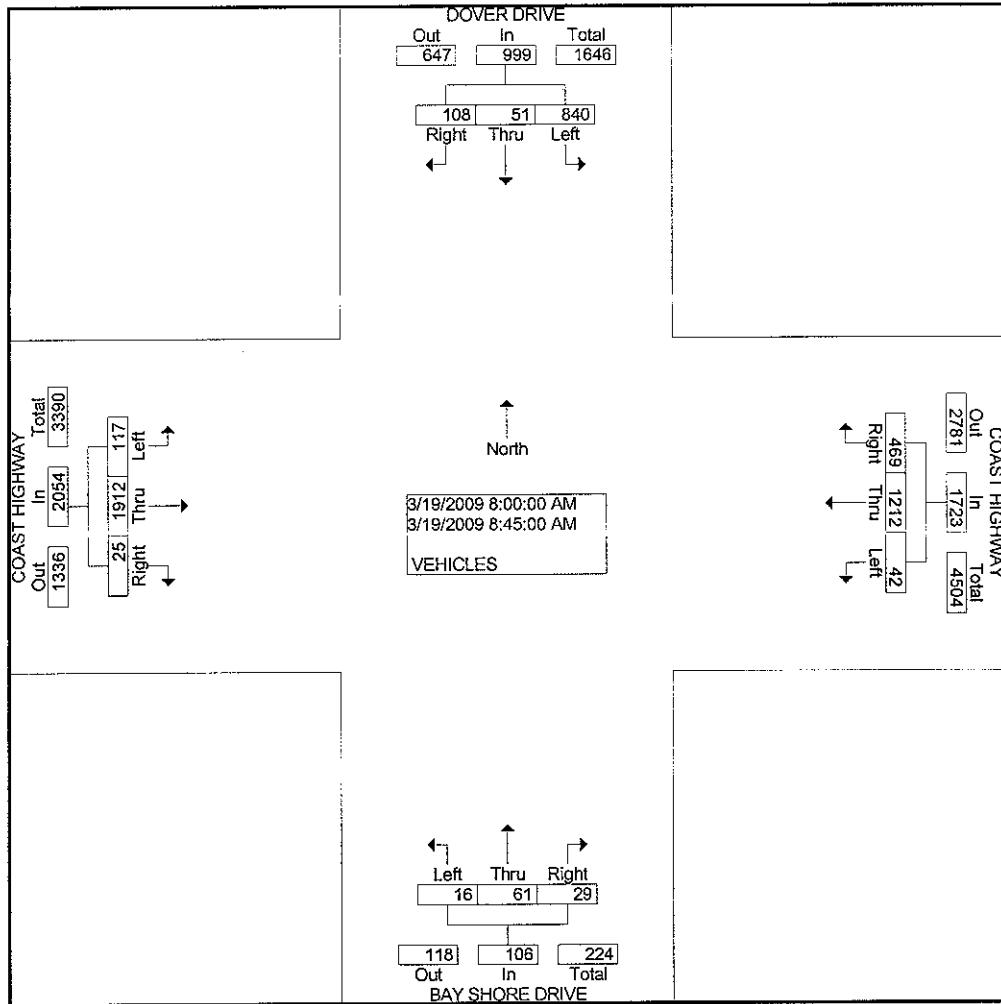 DOVER DRIVE
Out In Total
647 999 1646
108 51 840
Right Thru Left
COAST HIGHWAY
Total 3390
In 2054
Out 1336
117 Left
1912 Thru
25 Right
North
3/19/2009 8:00:00 AM
3/19/2009 8:45:00 AM
VEHICLES
Right 469
Thru 1212
Left 42
Out 2781
In 1723
Total 4504
COAST HIGHWAY
Left Thru Right
16 61 29
118 106 224
Out In Total
BAY SHORE DRIVE